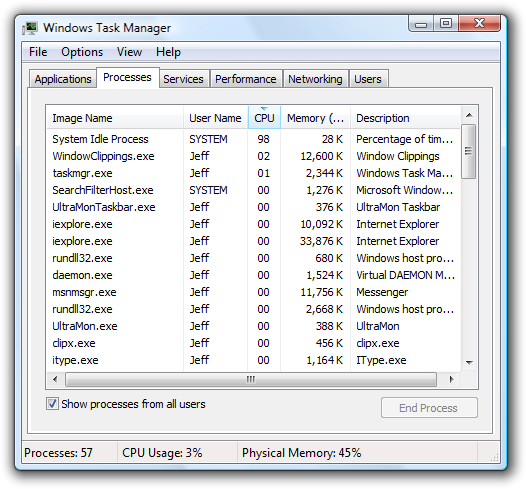 Windows Task Manager
File Options View Help
Applications Processes Services Performance Networking Users
Image Name User Name CPU Memory (... Description
System Idle Process SYSTEM 98 28 K Percentage of tim...
WindowClippings.exe Jeff 02 12,600 K Window Clippings
taskmgr.exe Jeff 01 2,344 K Windows Task Ma...
SearchFilterHost.exe SYSTEM 00 1,276 K Microsoft Window...
UltraMonTaskbar.exe Jeff 00 376 K UltraMon Taskbar
iexplore.exe Jeff 00 10,092 K Internet Explorer
iexplore.exe Jeff 00 33,876 K Internet Explorer
rundll32.exe Jeff 00 680 K Windows host pro...
daemon.exe Jeff 00 1,524 K Virtual DAEMON M...
msnmsgr.exe Jeff 00 11,756 K Messenger
rundll32.exe Jeff 00 2,668 K Windows host pro...
UltraMon.exe Jeff 00 388 K UltraMon
clipx.exe Jeff 00 456 K clipx.exe
itype.exe Jeff 00 1,164 K IType.exe
Show processes from all users
End Process
Processes: 57 CPU Usage: 3% Physical Memory: 45%